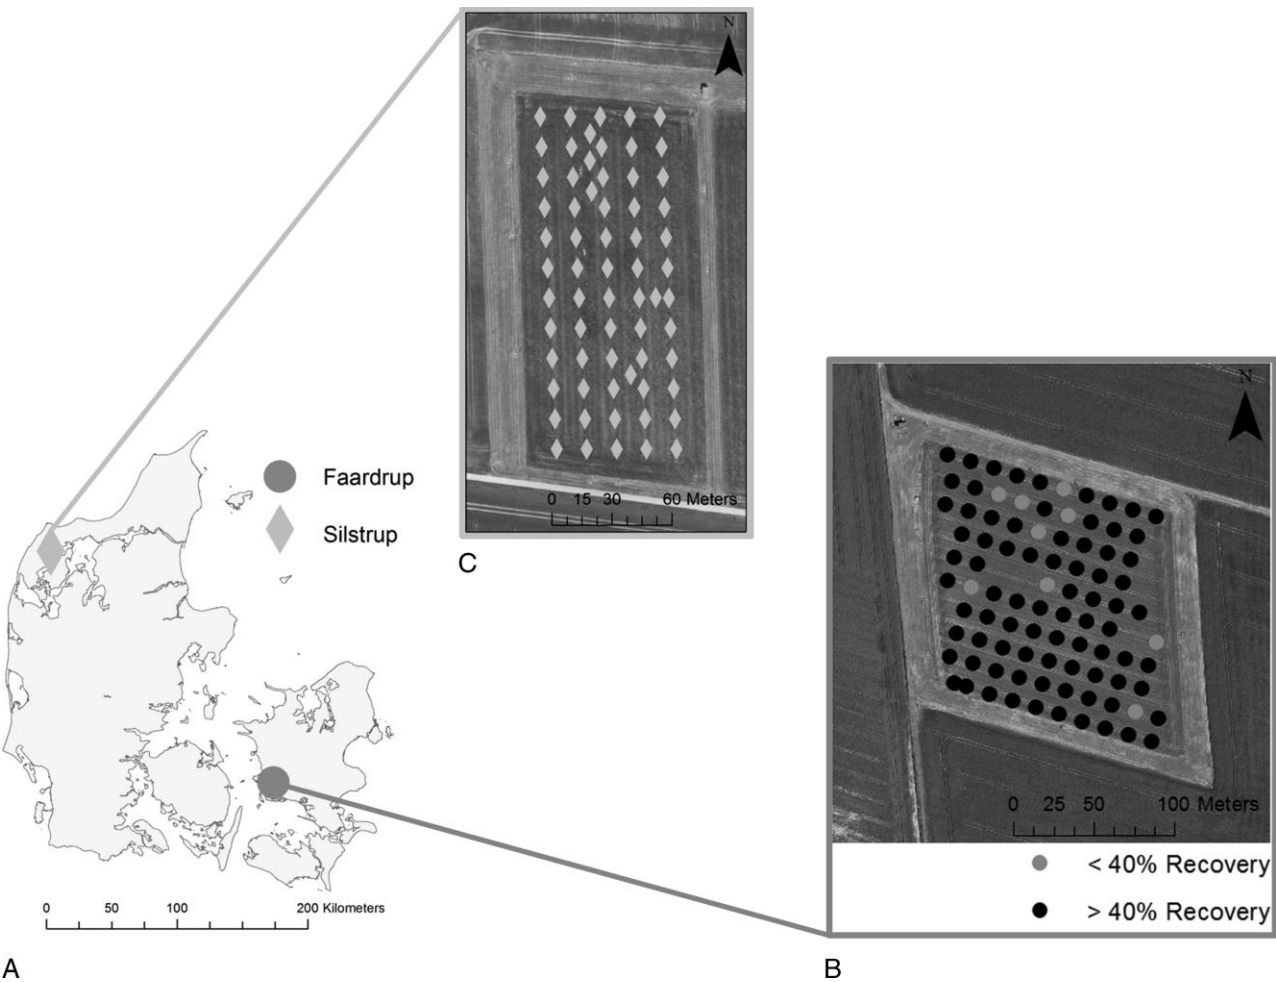 N
0 15 30 60 Meters
C
Faardrup
Silstrup
0 50 100 200 Kilometers
A
N
0 25 50 100 Meters
< 40% Recovery
> 40% Recovery
B